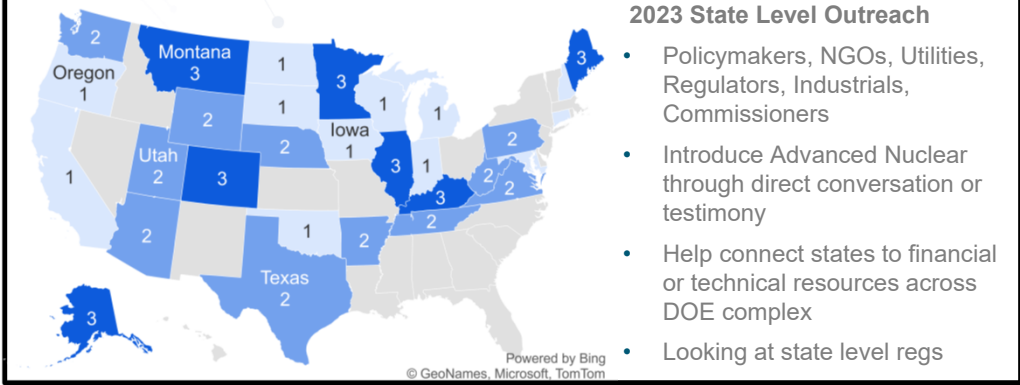 2023 State Level Outreach
• Policymakers, NGOs, Utilities,
Regulators, Industrials,
Commissioners
• Introduce Advanced Nuclear
through direct conversation or
testimony
• Help connect states to financial
or technical resources across
DOE complex
• Looking at state level regs
2
Montana
3
1
3
3
Oregon
1
2
1
1
1
Iowa
1
2
2
Utah
2
3
3
1
2
2
3
1
2
1
2
2
Texas
2
3
Powered by Bing
© GeoNames, Microsoft, TomTom